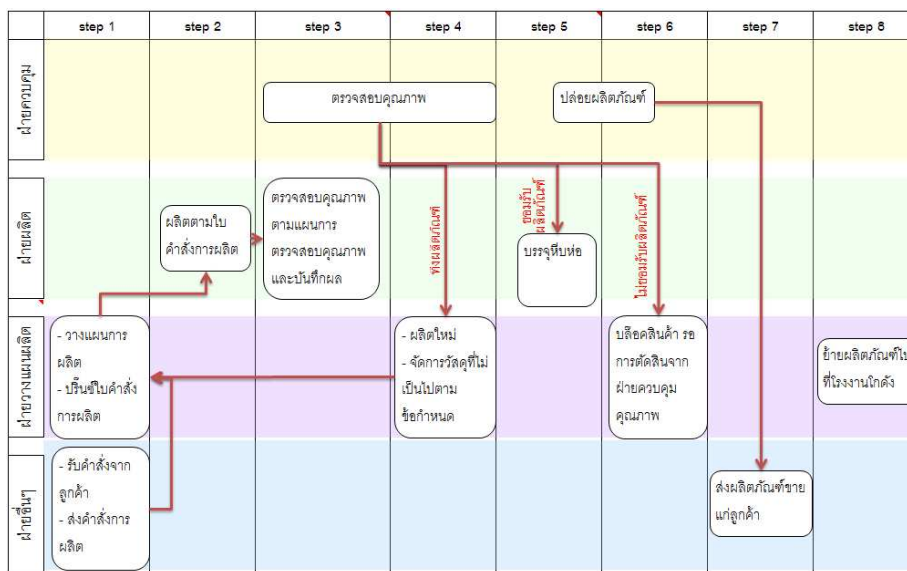 step 1
step 2
step 3
step 4
step 5
step 6
step 7
step 8
ฝ่ายควบคุม
ตรวจสอบคุณภาพ
ปล่อยผลิตภัณฑ์
ฝ่ายผลิต
ผลิตตามใบ
คำสั่งการผลิต
ตรวจสอบคุณภาพ
ตามแผนการ
ตรวจสอบคุณภาพ
และบันทึกผล
ทิ้งผลิตภัณฑ์
ยอมรับ
ผลิตภัณฑ์
บรรจุหีบห่อ
ไม่ยอมรับผลิตภัณฑ์
ฝ่ายวางแผนผลิต
- วางแผนการ
ผลิต
- ปริ๊นซ์ใบคำสั่ง
การผลิต
- ผลิตใหม่
- จัดการวัสดุที่ไม่
เป็นไปตาม
ข้อกำหนด
บล๊อคสินค้า รอ
การตัดสินจาก
ฝ่ายควบคุม
คุณภาพ
ย้ายผลิตภัณฑ์ไป
ที่โรงงานโกดัง
ฝ่ายอื่นๆ
- รับคำสั่งจาก
ลูกค้า
- ส่งคำสั่งการ
ผลิต
ส่งผลิตภัณฑ์ขาย
แก่ลูกค้า